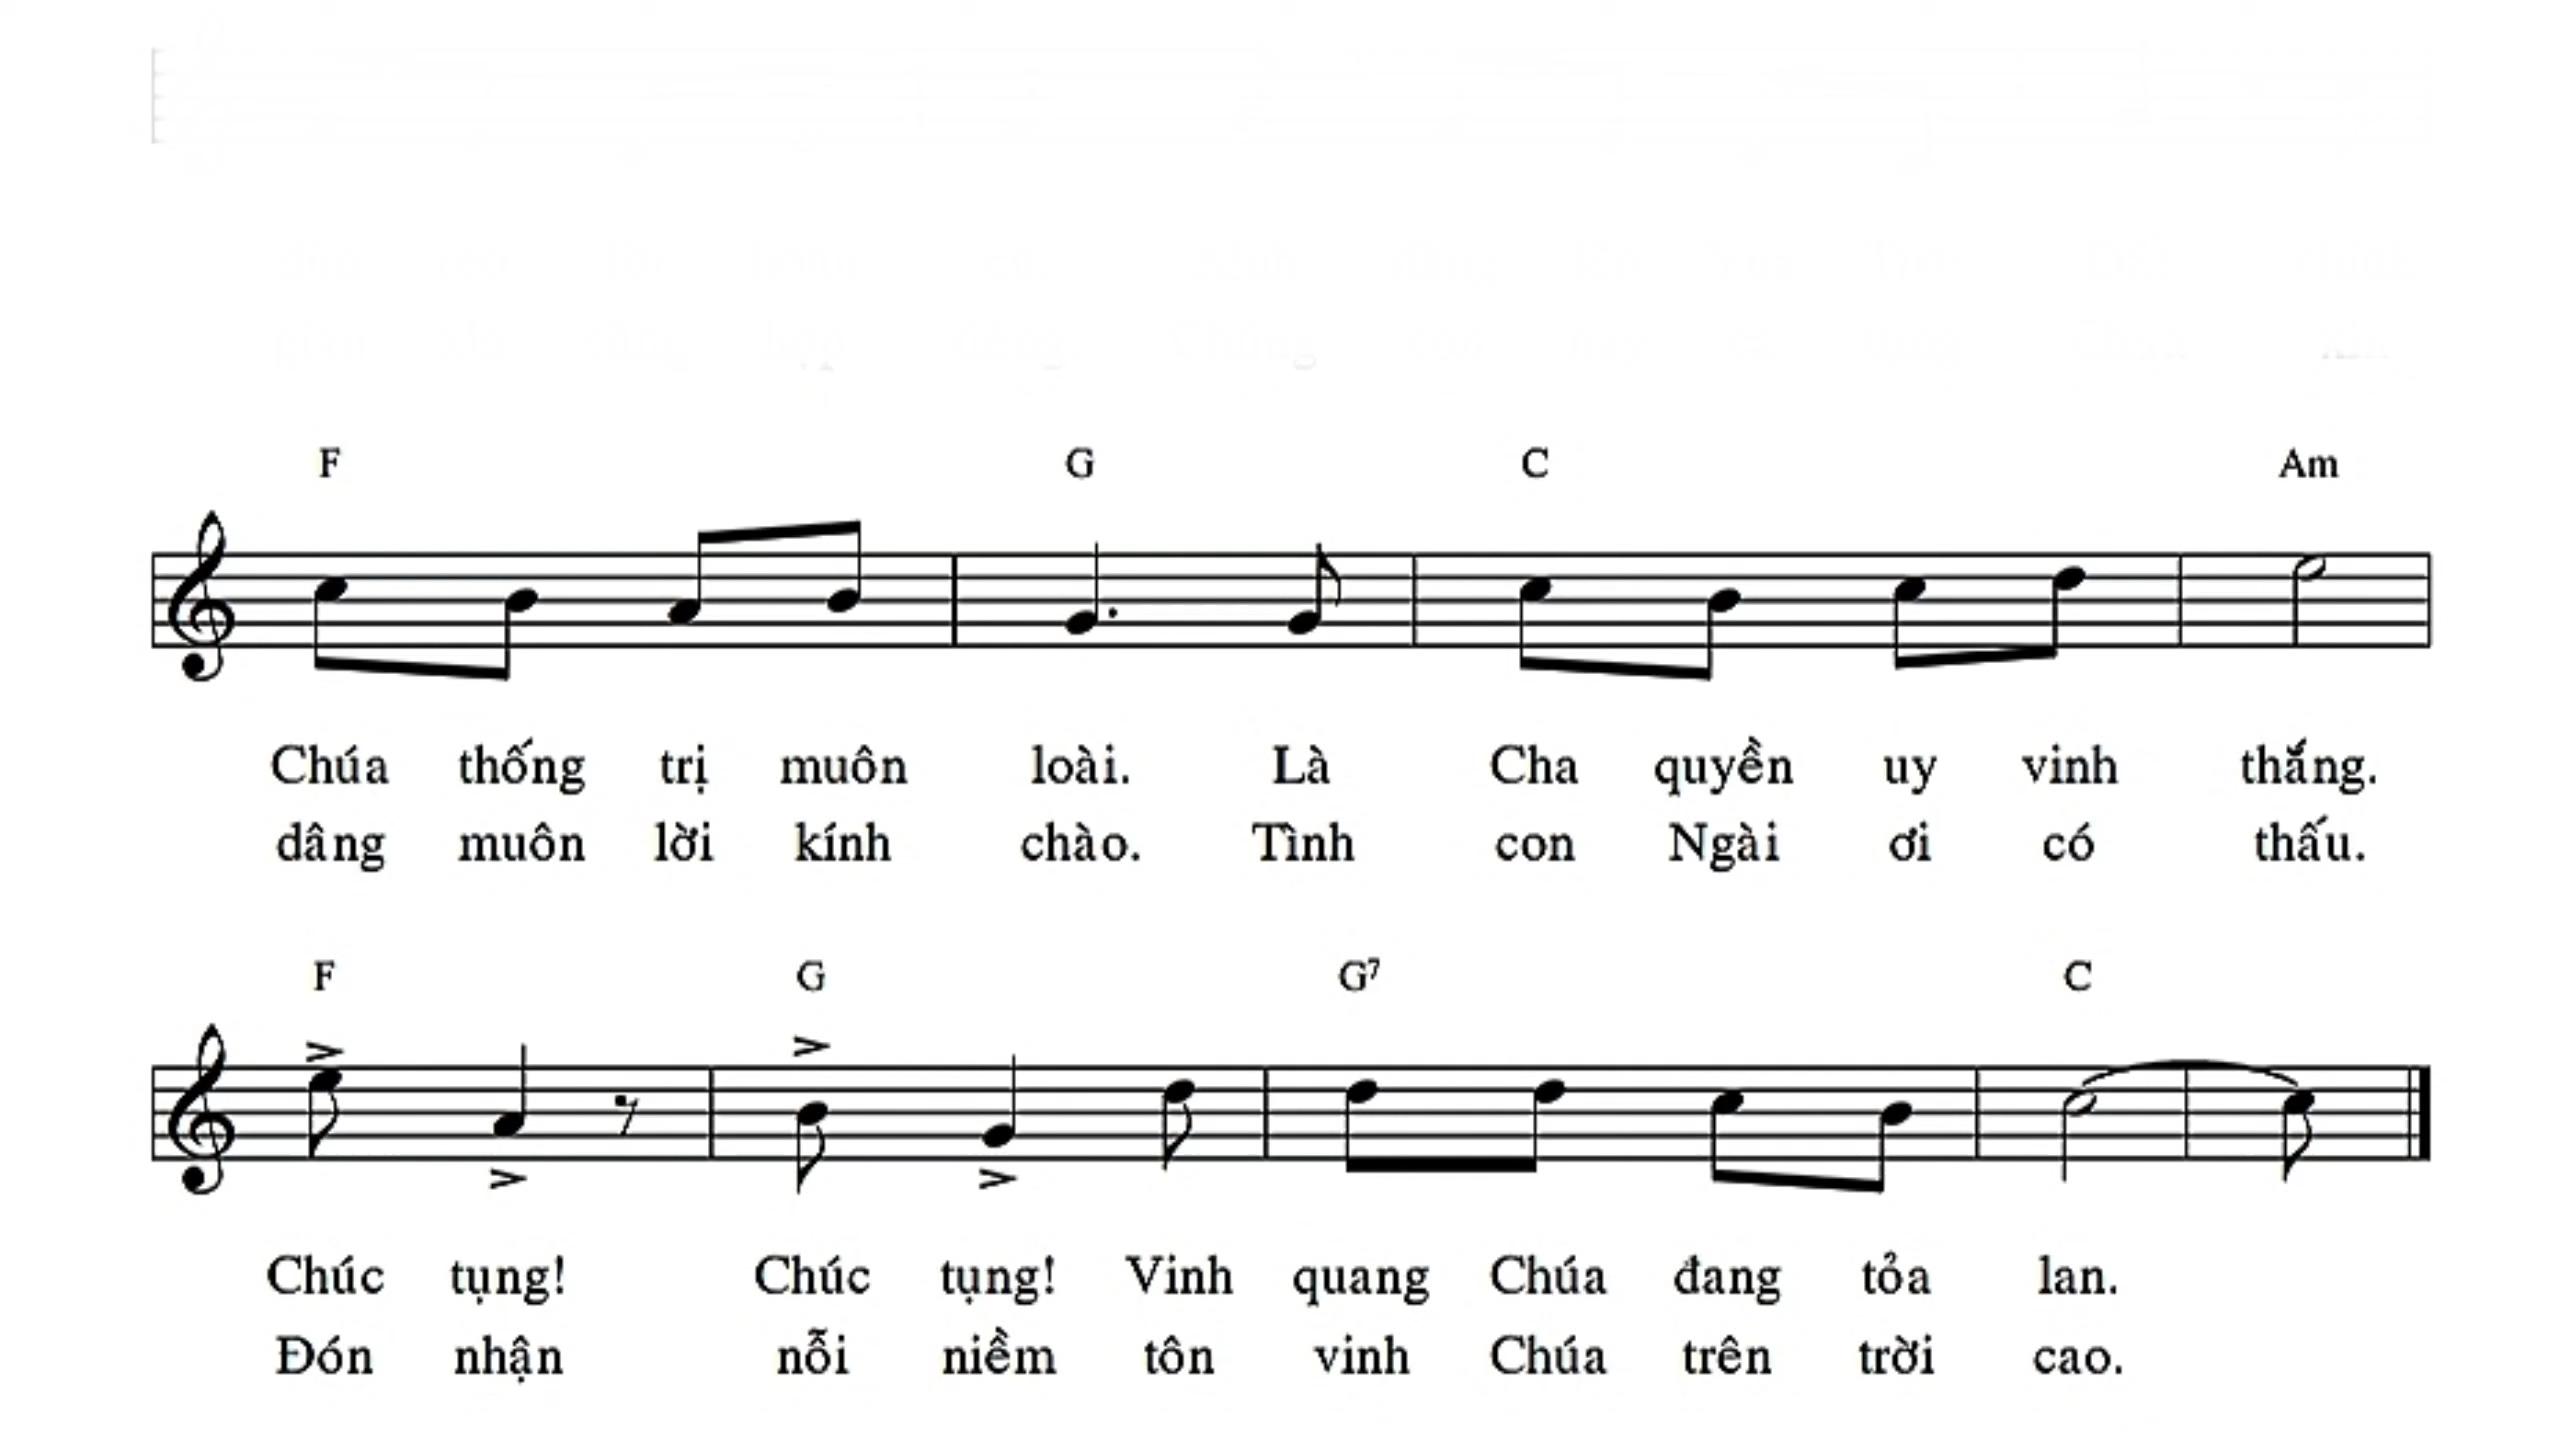 F G C Am
Chúa thống trị muôn loài. Là Cha quyền uy vinh thắng.
dâng muôn lời kính chào. Tình con Ngài ơi có thấu.
F G G7 C
Chúc tụng! Chúc tụng! Vinh quang Chúa đang tỏa lan.
Đón nhận nỗi niềm tôn vinh Chúa trên trời cao.